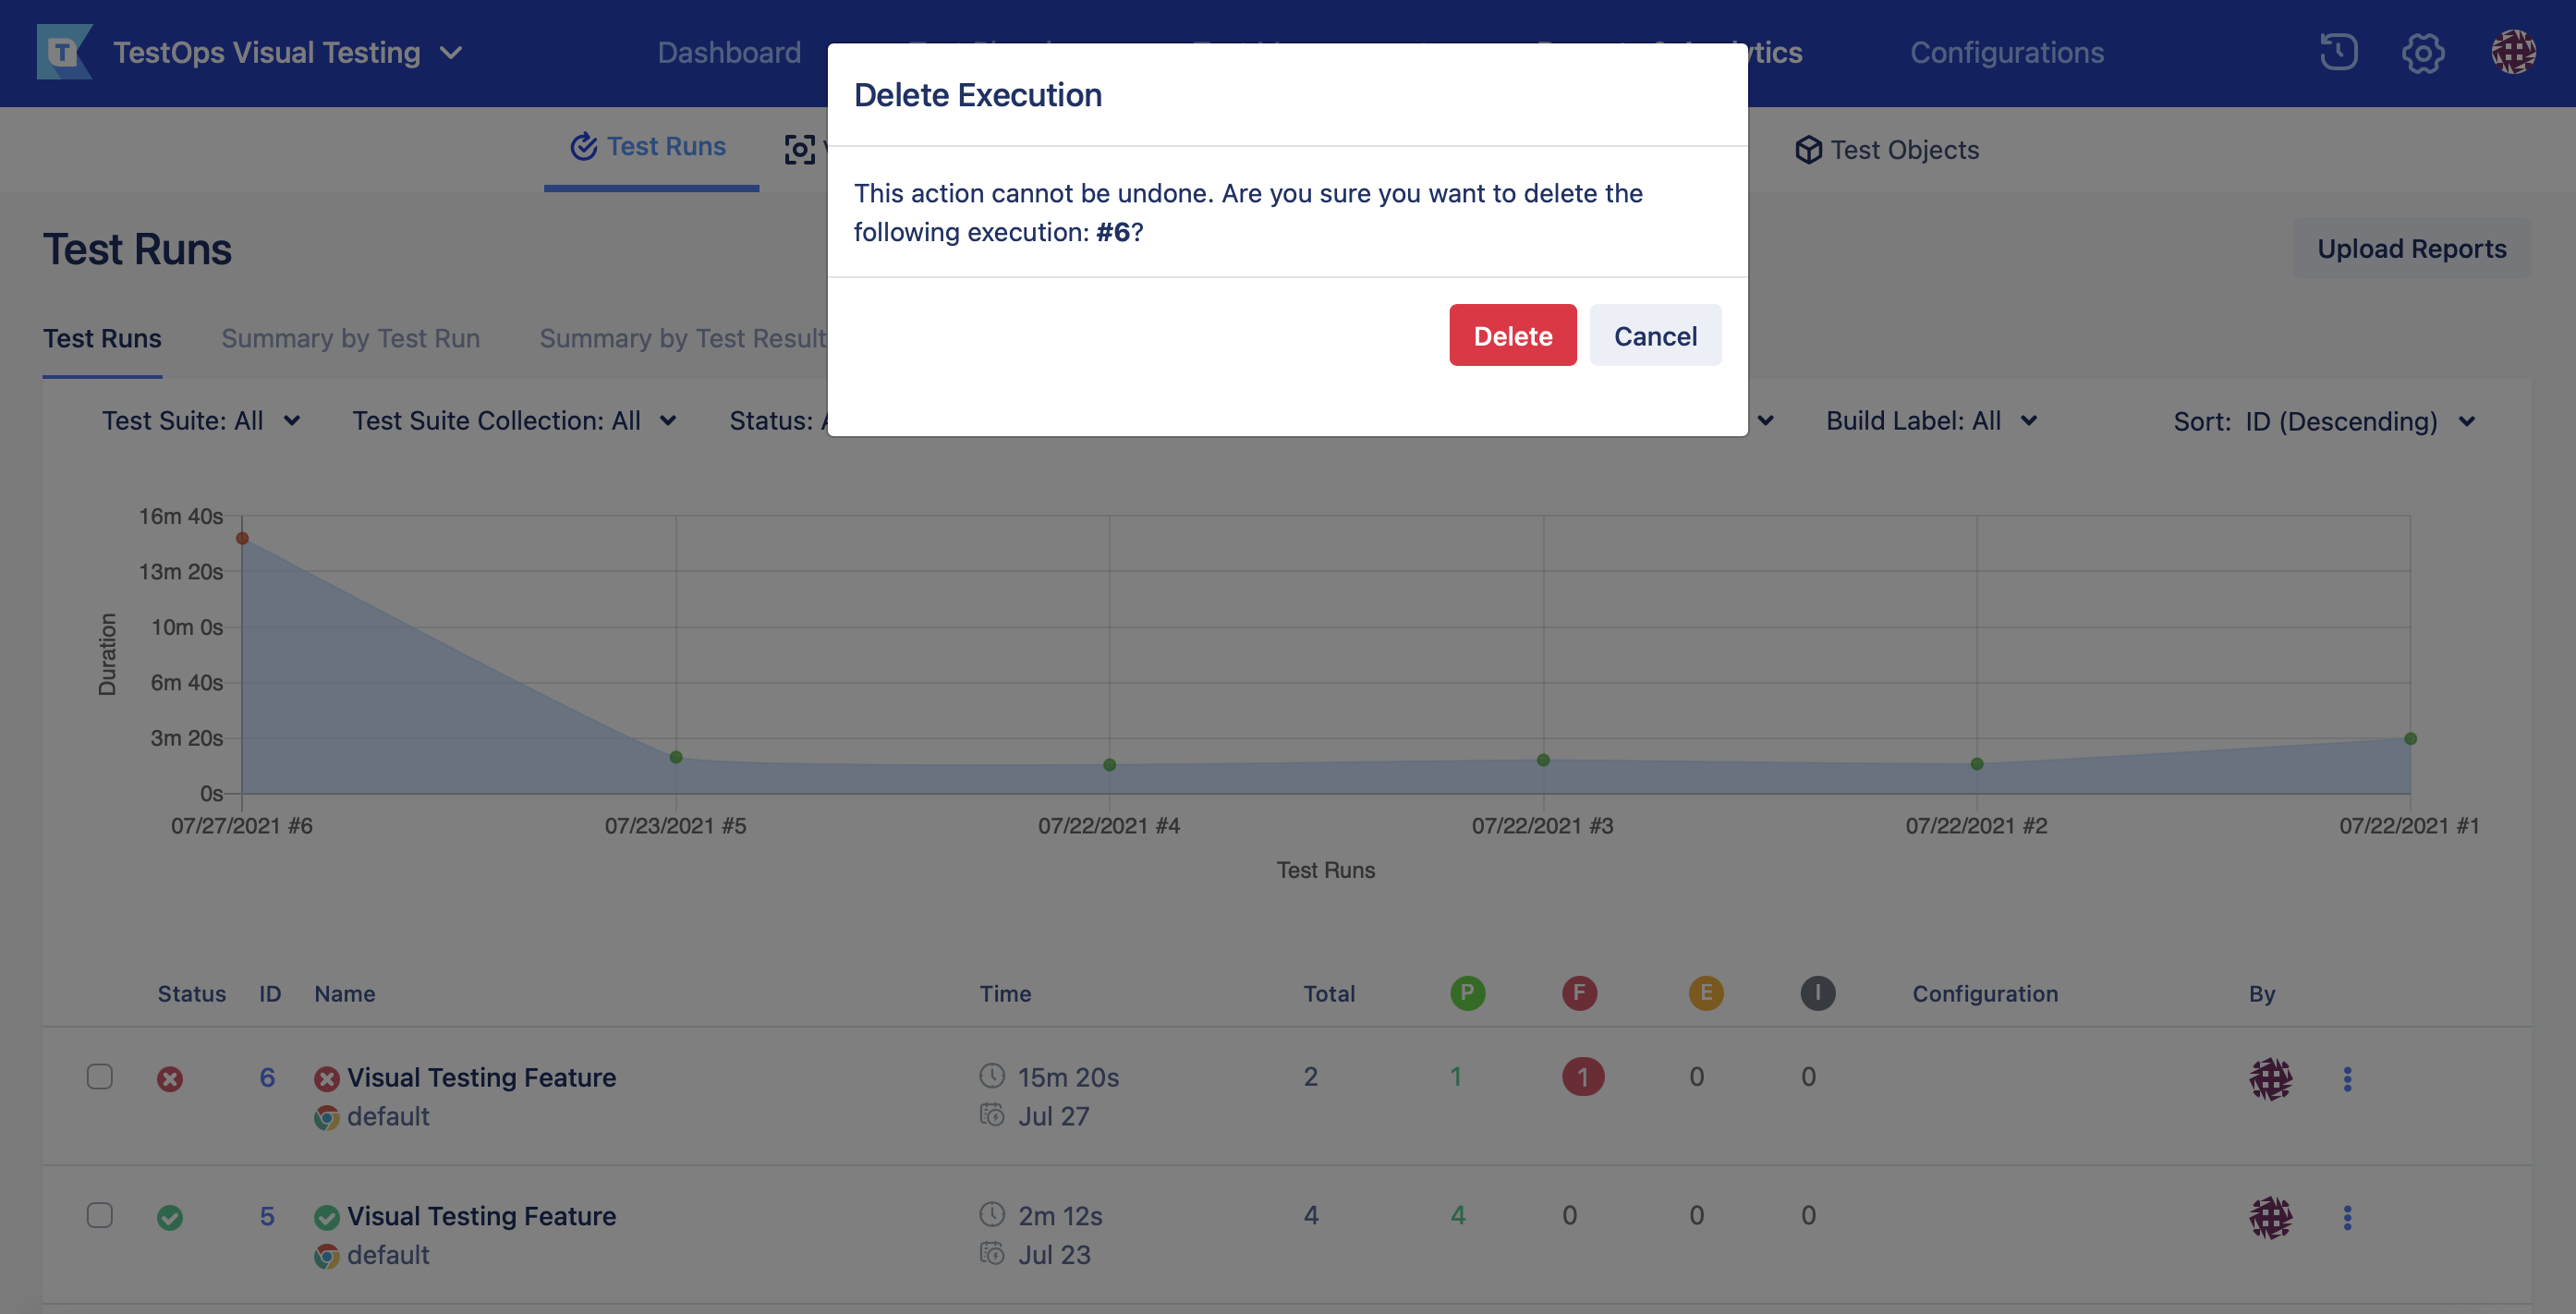 TestOps Visual Testing
Dashboard
Configurations
Delete Execution
This action cannot be undone. Are you sure you want to delete the
following execution: #6?
Delete
Cancel
Test Runs
Test Objects
Test Runs
Upload Reports
Test Runs
Summary by Test Run
Summary by Test Result
Test Suite: All
Test Suite Collection: All
Status:
Build Label: All
Sort: ID (Descending)
16m 40s
13m 20s
10m 0s
6m 40s
3m 20s
0s
Duration
07/27/2021 #6
07/23/2021 #5
07/22/2021 #4
07/22/2021 #3
07/22/2021 #2
07/22/2021 #1
Test Runs
Status
ID
Name
Time
Total
P
F
E
I
Configuration
By
6
Visual Testing Feature
15m 20s
2
1
1
0
0
default
Jul 27
5
Visual Testing Feature
2m 12s
4
4
0
0
0
default
Jul 23